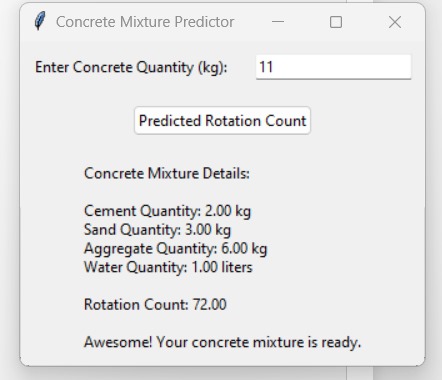 Concrete Mixture Predictor
Enter Concrete Quantity (kg): 11
Predicted Rotation Count
Concrete Mixture Details:
Cement Quantity: 2.00 kg
Sand Quantity: 3.00 kg
Aggregate Quantity: 6.00 kg
Water Quantity: 1.00 liters
Rotation Count: 72.00
Awesome! Your concrete mixture is ready.